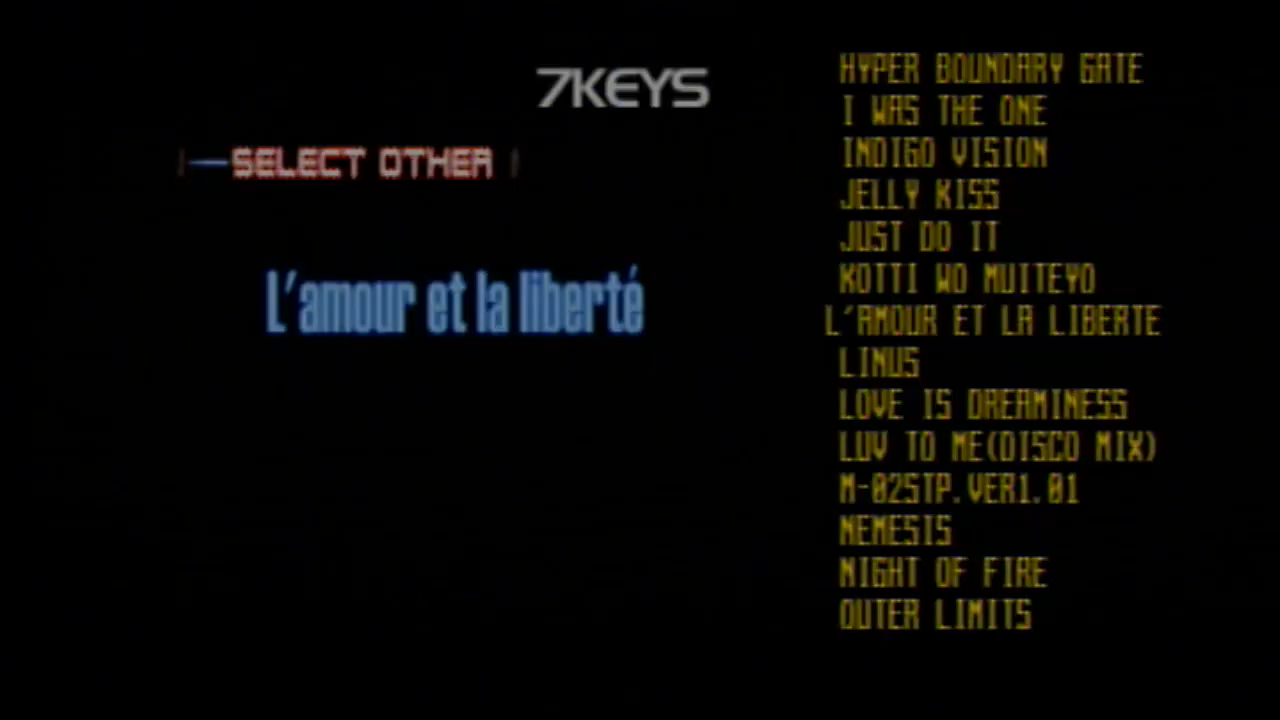 7KEYS
SELECT OTHER
L'amour et la liberté
HYPER BOUNDARY GATE
I WAS THE ONE
INDIGO VISION
JELLY KISS
JUST DO IT
KOTTI WO MUITEYO
L'AMOUR ET LA LIBERTE
LINUS
LOVE IS DREAMINESS
LUV TO ME(DISCO MIX)
M-02STP.VER1.01
NEMESIS
NIGHT OF FIRE
OUTER LIMITS